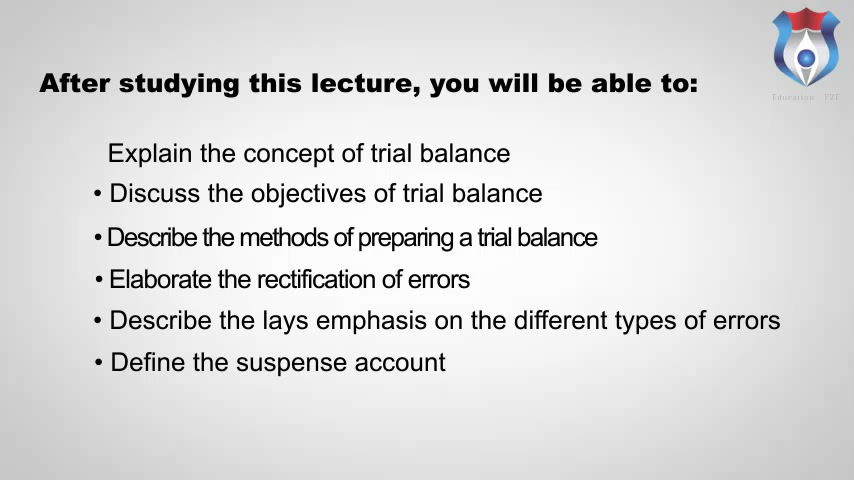 After studying this lecture, you will be able to:
Explain the concept of trial balance
• Discuss the objectives of trial balance
• Describe the methods of preparing a trial balance
• Elaborate the rectification of errors
• Describe the lays emphasis on the different types of errors
• Define the suspense account
Education